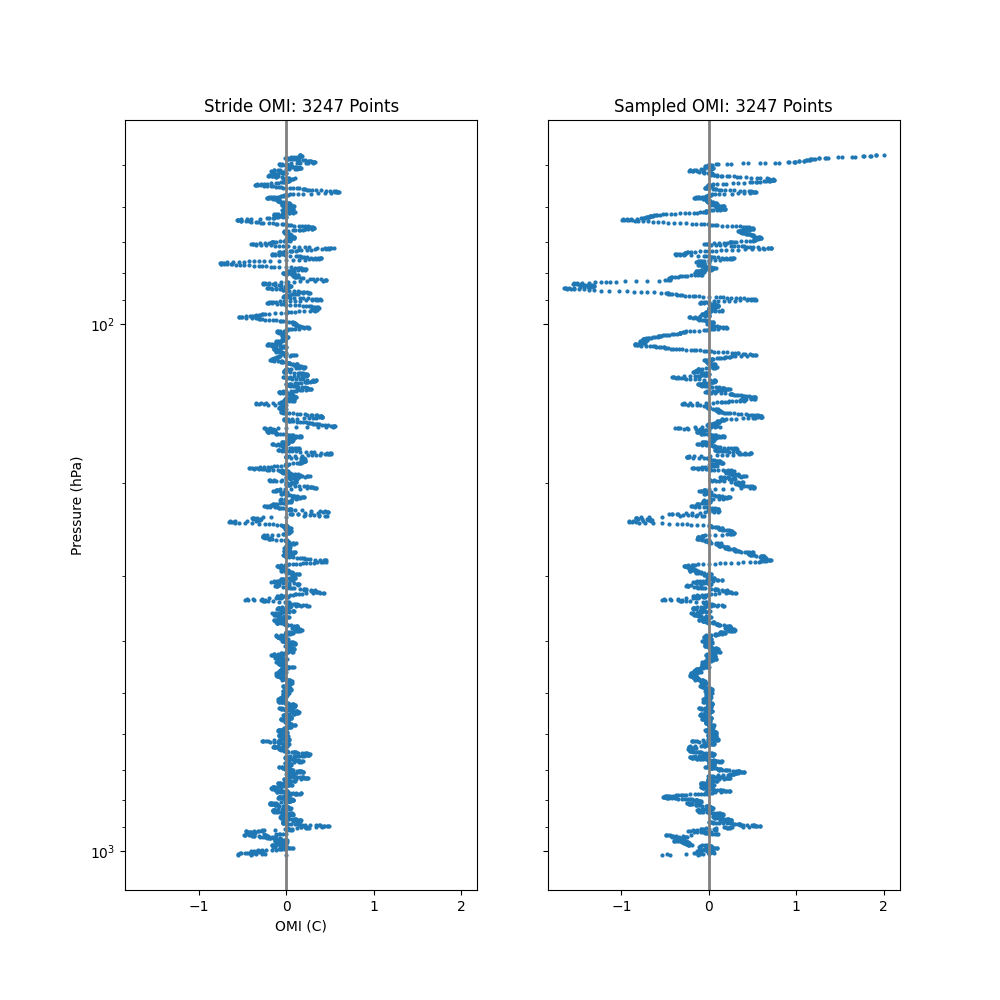 Stride OMI: 3247 Points
Sampled OMI: 3247 Points
Pressure (hPa)
10²
10³
−1 0 1 2
−1 0 1 2
OMI (C)